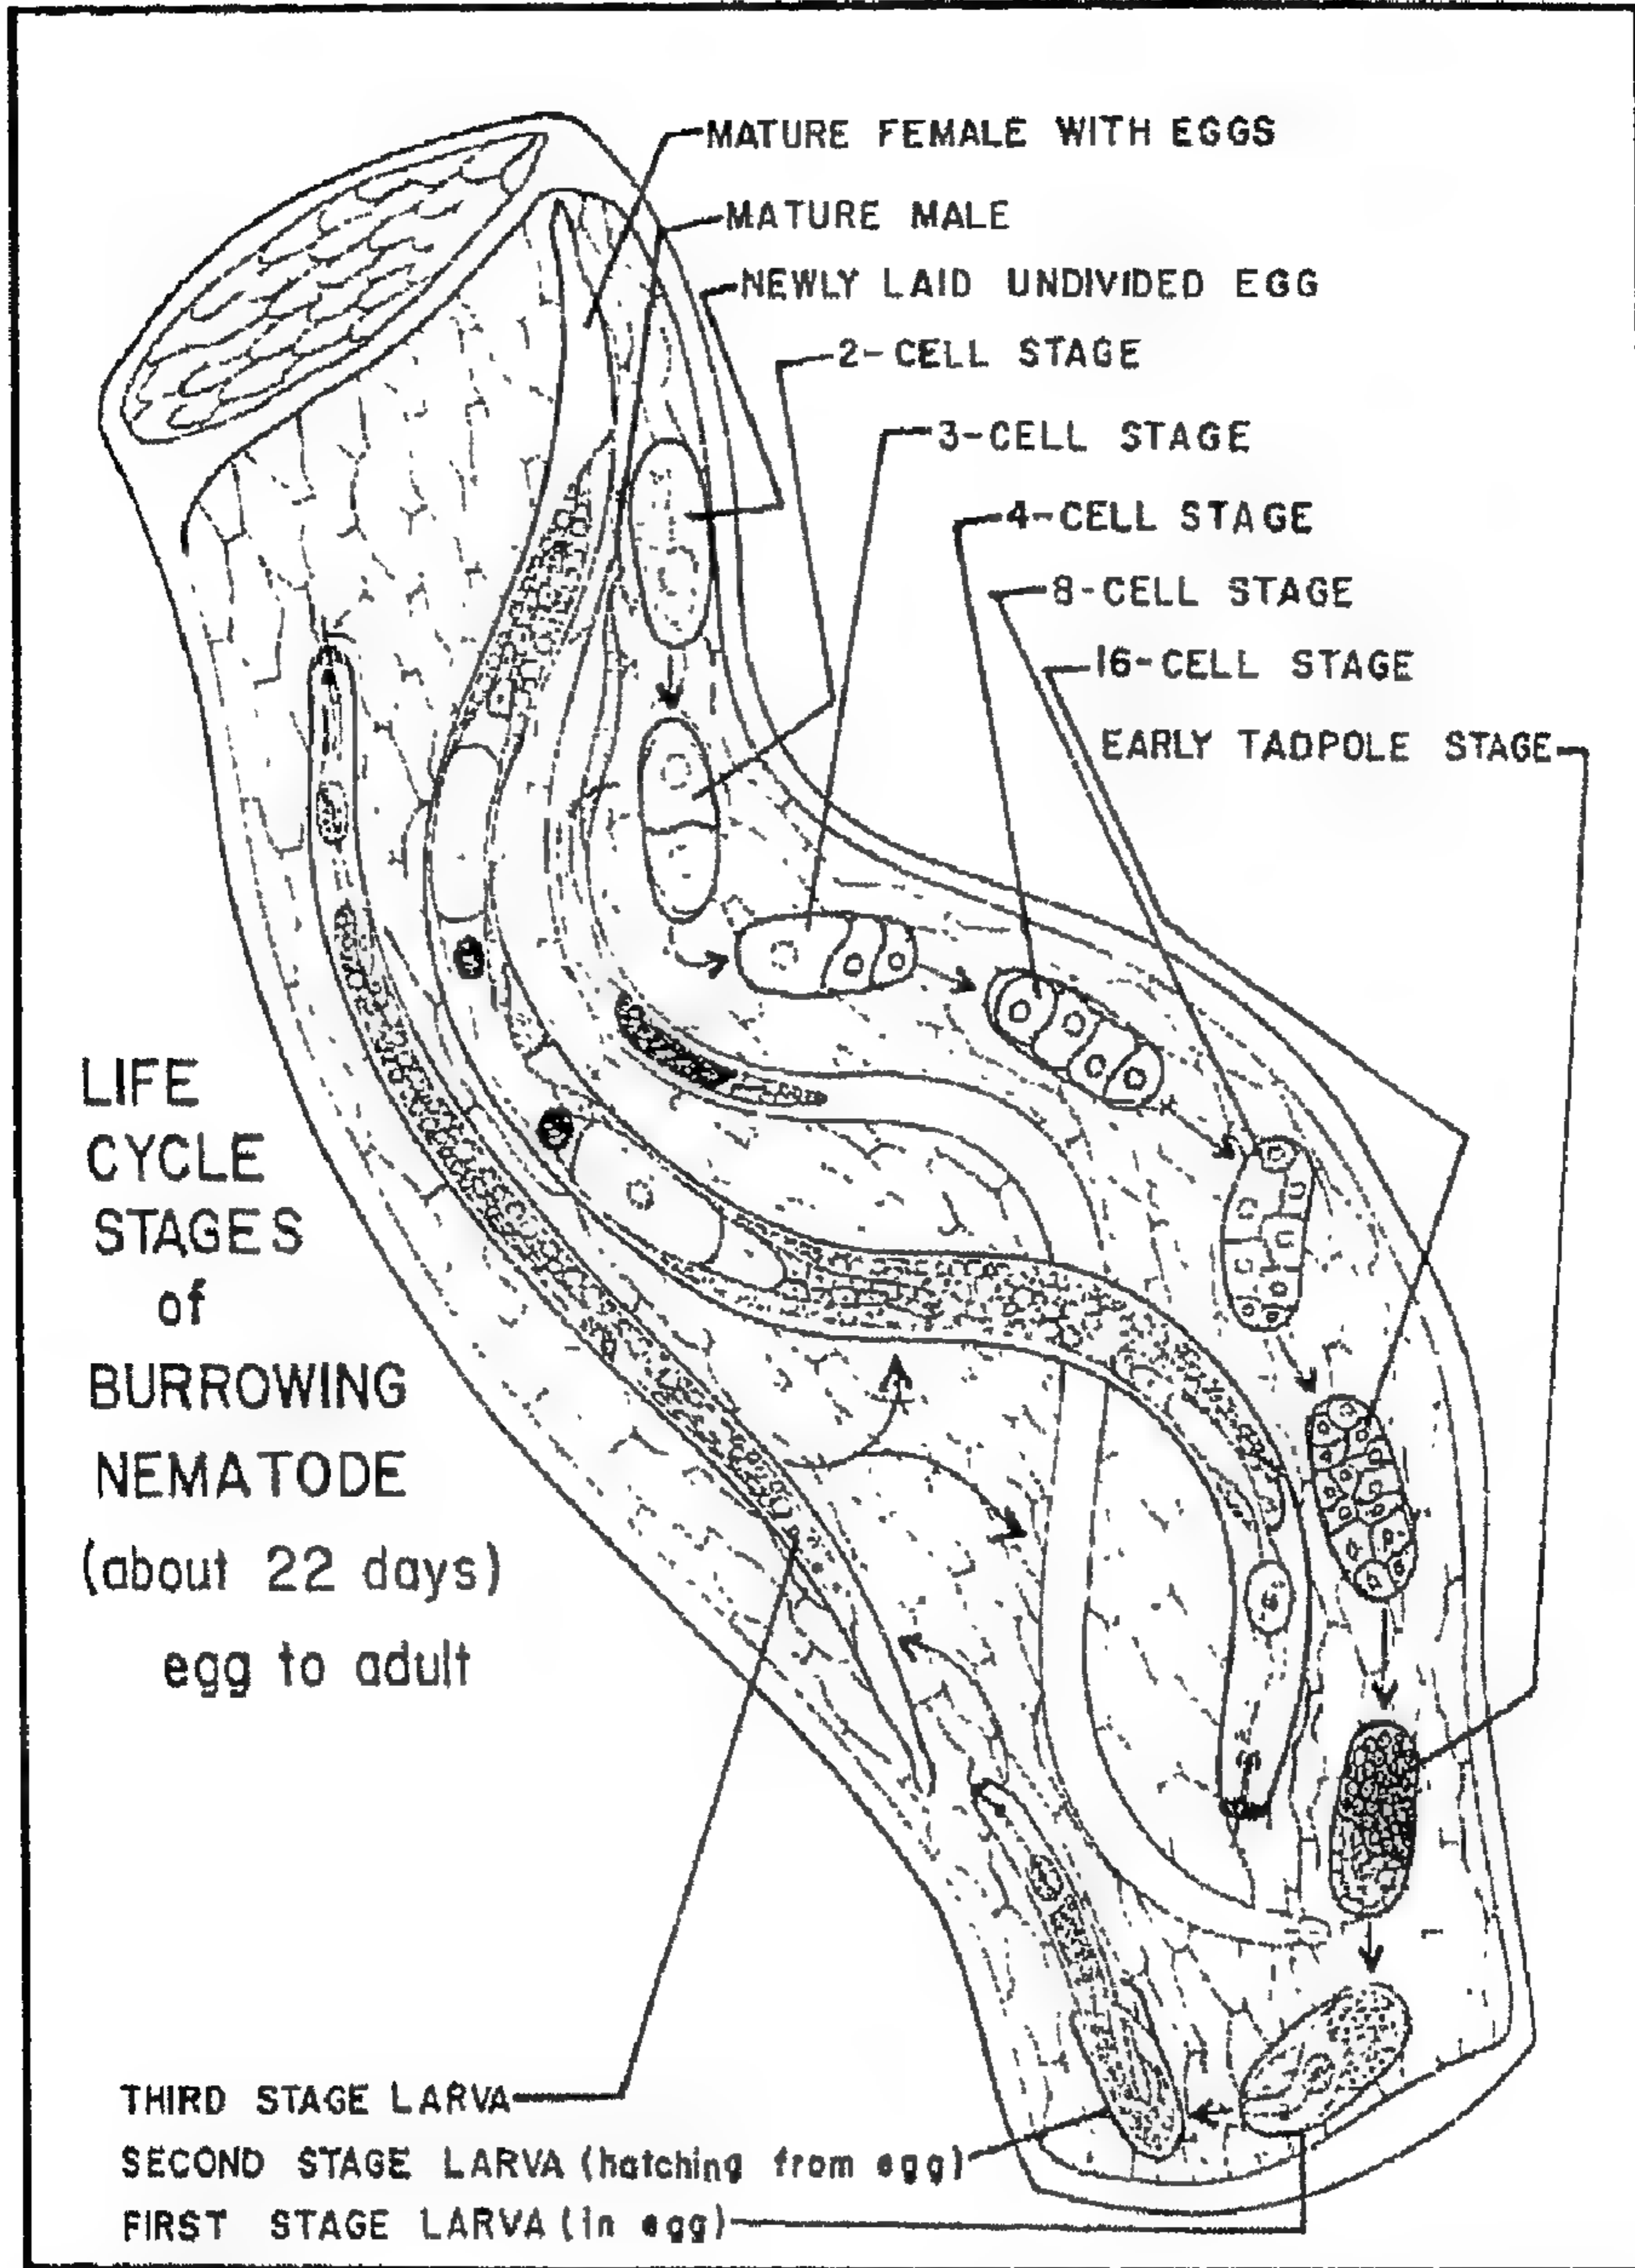 MATURE FEMALE WITH EGGS
MATURE MALE
NEWLY LAID UNDIVIDED EGG
2-CELL STAGE
3-CELL STAGE
4-CELL STAGE
8-CELL STAGE
16-CELL STAGE
EARLY TADPOLE STAGE
LIFE
CYCLE
STAGES
of
BURROWING
NEMATODE
(about 22 days)
egg to adult
THIRD STAGE LARVA
SECOND STAGE LARVA (hatching from egg)
FIRST STAGE LARVA (in egg)